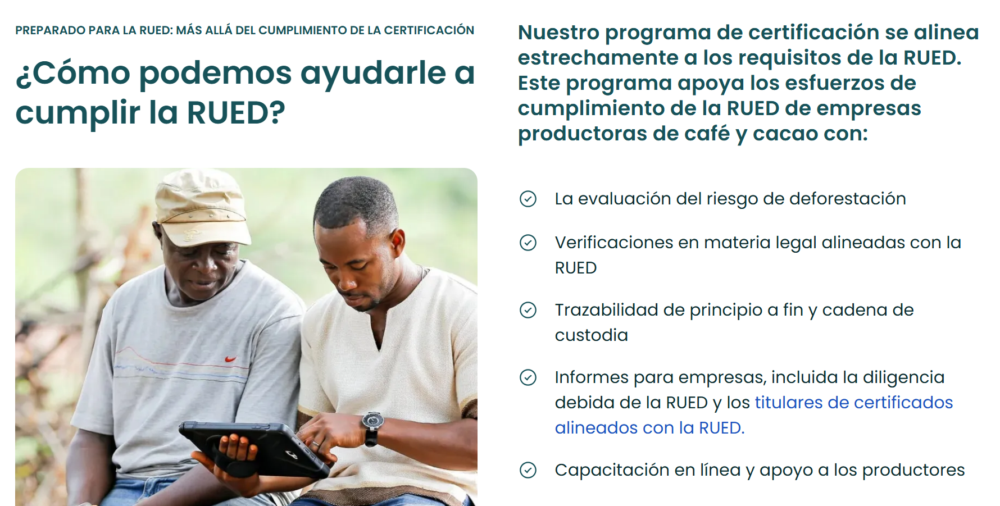 PREPARADO PARA LA RUED: MÁS ALLÁ DEL CUMPLIMIENTO DE LA CERTIFICACIÓN
¿Cómo podemos ayudarle a
cumplir la RUED?
Nuestro programa de certificación se alinea
estrechamente a los requisitos de la RUED.
Este programa apoya los esfuerzos de
cumplimiento de la RUED de empresas
productoras de café y cacao con:
La evaluación del riesgo de deforestación
Verificaciones en materia legal alineadas con la
RUED
Trazabilidad de principio a fin y cadena de
custodia
Informes para empresas, incluida la diligencia
debida de la RUED y los titulares de certificados
alineados con la RUED.
Capacitación en línea y apoyo a los productores